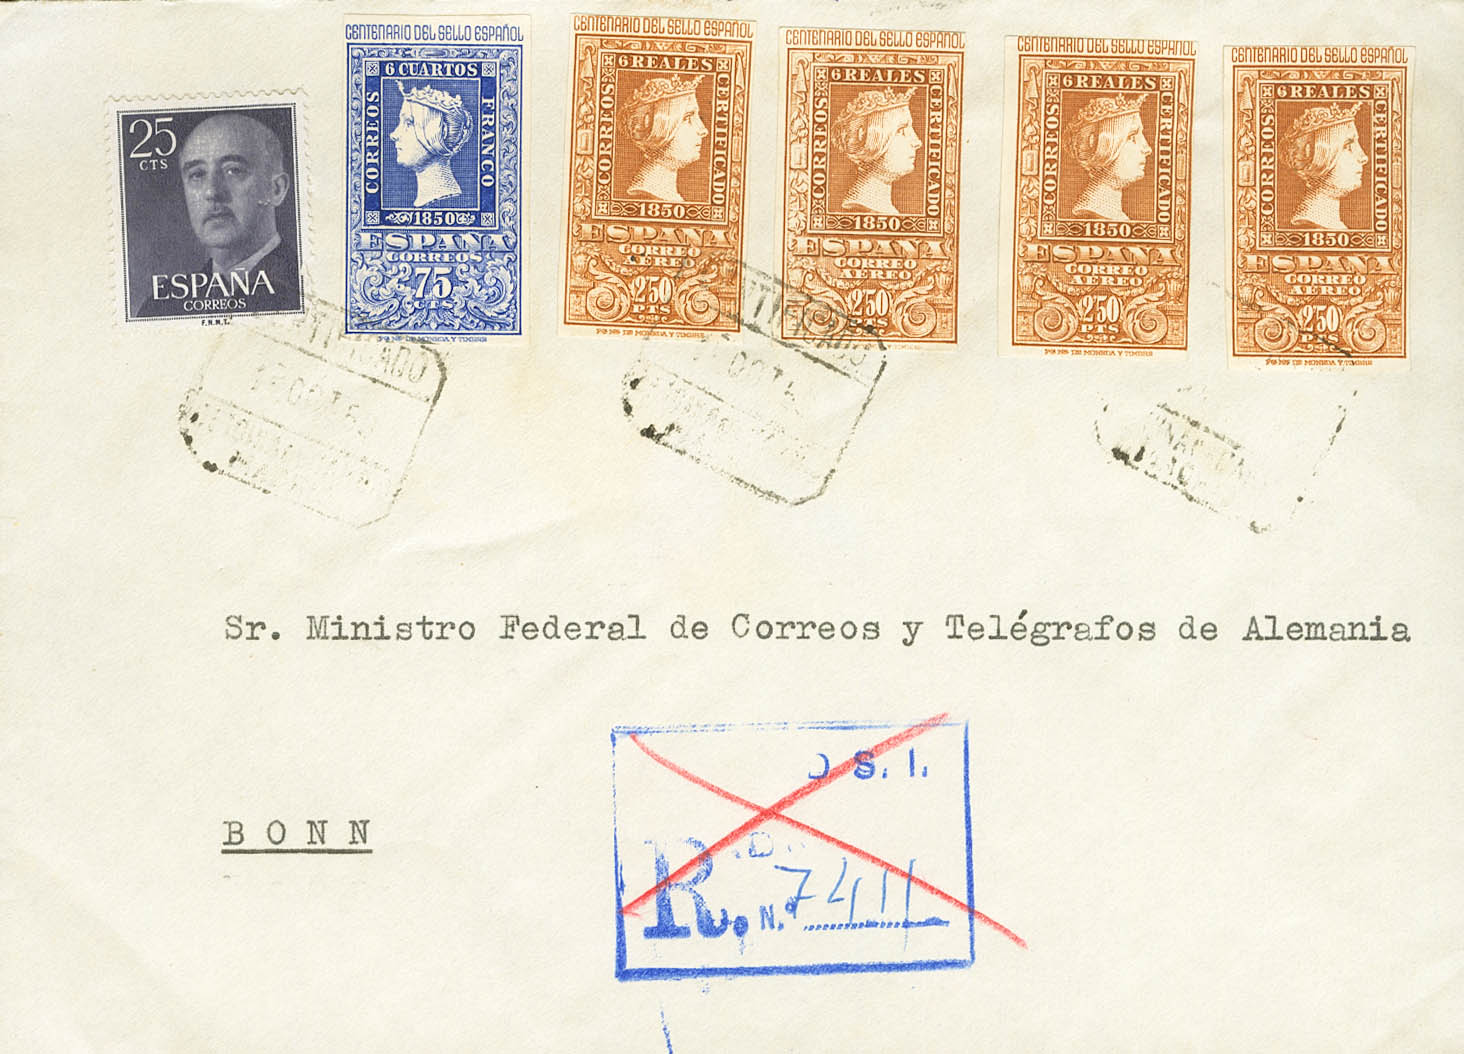 25
CTS
ESPAÑA
CORREOS
F.N.M.T.
CENTENARIO DEL SELLO ESPAÑOL
6 CUARTOS
CORREOS
FRANCO
1850
ESPAÑA
CORREOS
75
CTS
CENTENARIO DEL SELLO ESPAÑOL
6 REALES
CORREOS
CERTIFICADO
1850
ESPAÑA
CORREO
AEREO
2'50
PTS
CENTENARIO DEL SELLO ESPAÑOL
6 REALES
CORREOS
CERTIFICADO
1850
ESPAÑA
CORREO
AEREO
2'50
PTS
CENTENARIO DEL SELLO ESPAÑOL
6 REALES
CORREOS
CERTIFICADO
1850
ESPAÑA
CORREO
AEREO
2'50
PTS
CENTENARIO DEL SELLO ESPAÑOL
6 REALES
CORREOS
CERTIFICADO
1850
ESPAÑA
CORREO
AEREO
2'50
PTS
Sr. Ministro Federal de Correos y Telégrafos de Alemania
BONN
S. I.
R. N.º 7411